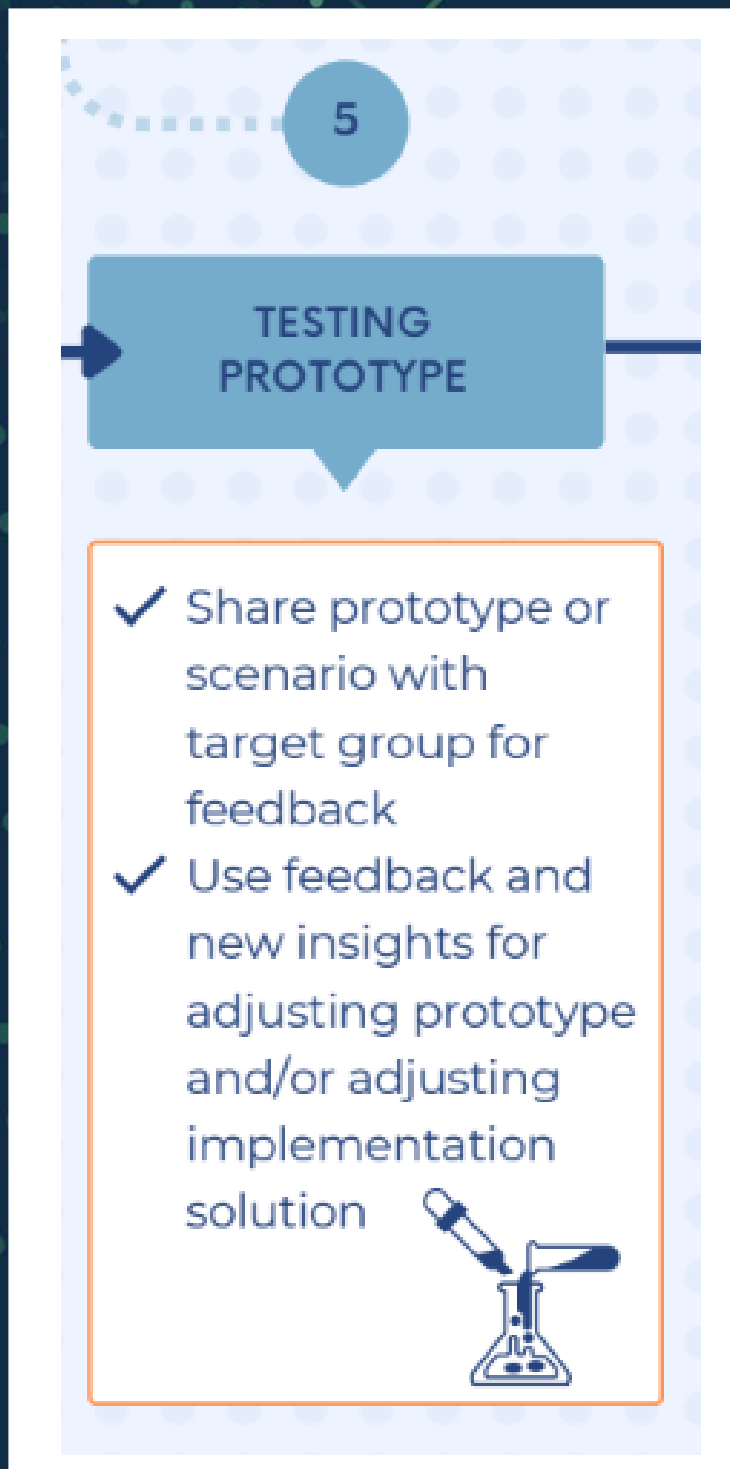 5
TESTING
PROTOTYPE
Share prototype or
scenario with
target group for
feedback
Use feedback and
new insights for
adjusting prototype
and/or adjusting
implementation
solution